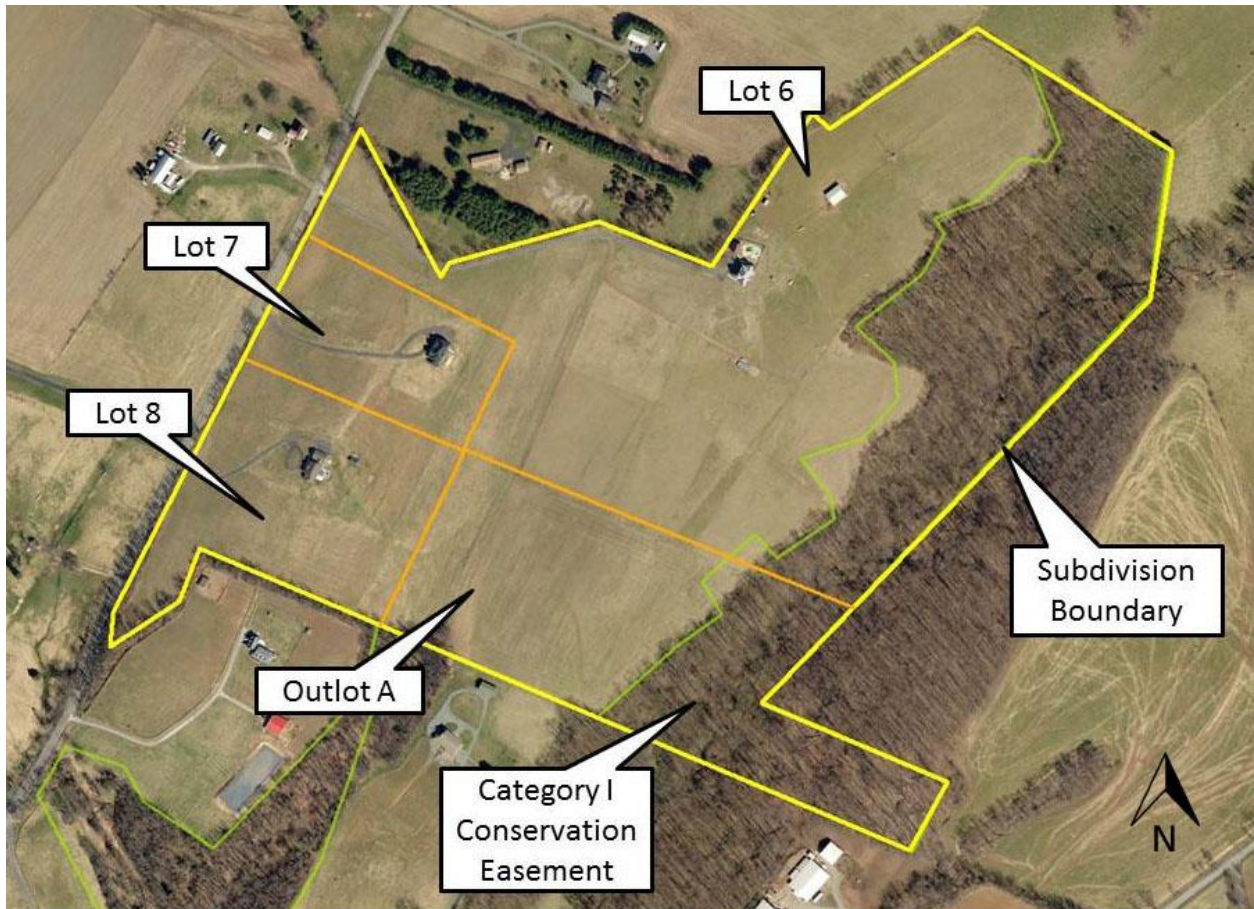 Lot 6
Lot 7
Lot 8
Outlot A
Subdivision
Boundary
Category I
Conservation
Easement
N